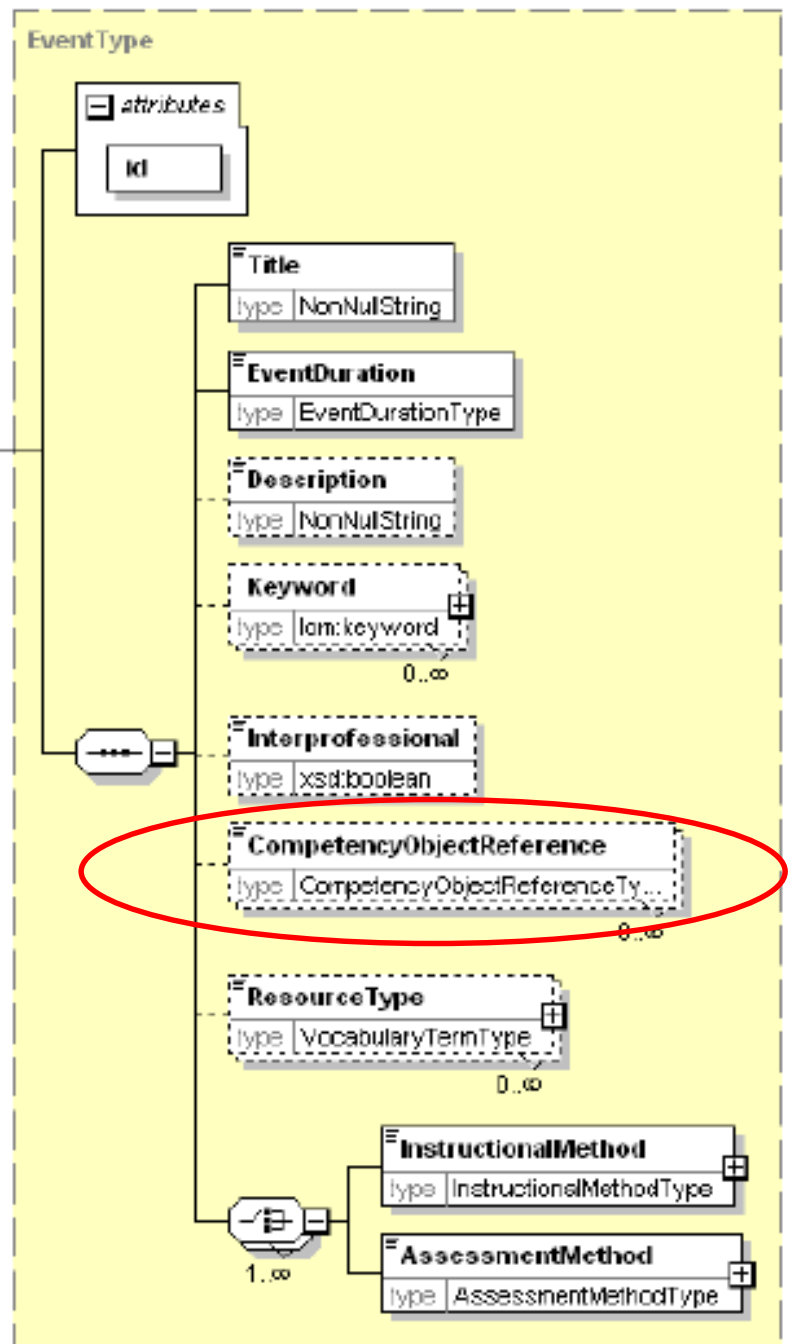 EventType
attributes
id
Title
type NonNullString
EventDuration
type EventDurationType
Description
type NonNullString
Keyword
type lom:keyword
0..∞
Interprofessional
type xsd:boolean
CompetencyObjectReference
type CompetencyObjectReferenceTy...
0..∞
ResourceType
type VocabularyTermType
0..∞
InstructionalMethod
type InstructionalMethodType
1..∞
AssessmentMethod
type AssessmentMethodType